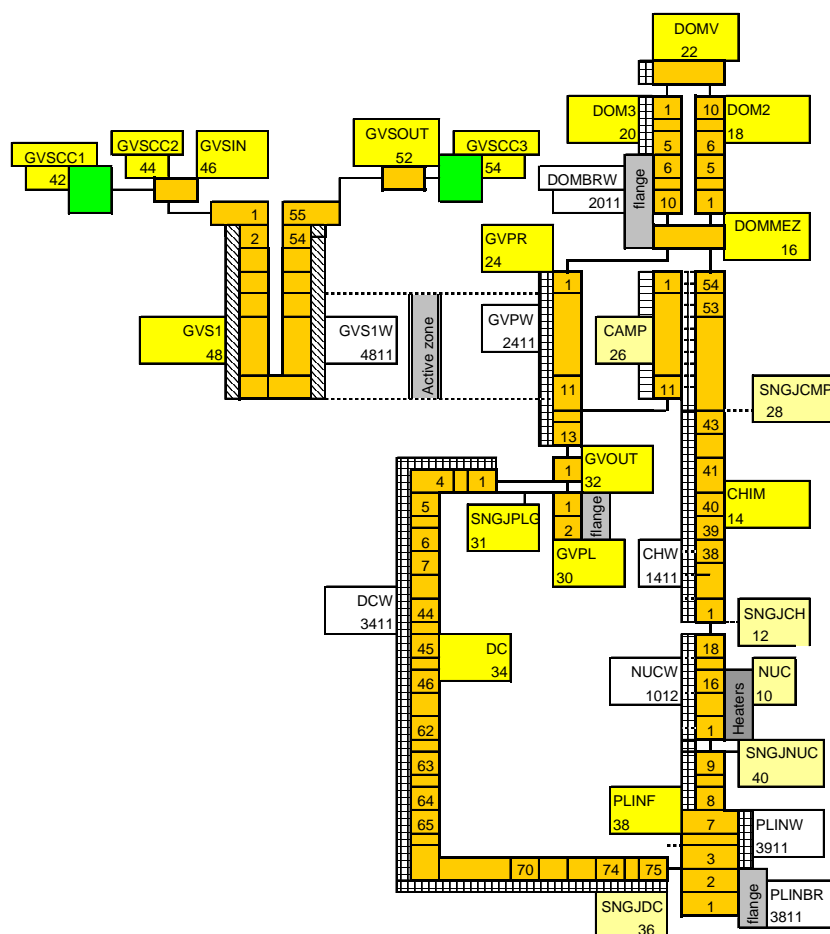 DOMV
22
DOM3
20
1
5
6
10
10
6
5
1
DOM2
18
GVSCC1
42
GVSCC2
44
GVSIN
46
GVSOUT
52
GVSCC3
54
DOMBRW
2011
flange
DOMMEZ
16
1
2
55
54
GVPR
24
GVS1
48
GVS1W
4811
Active zone
GVPW
2411
1
11
13
CAMP
26
1
11
54
53
43
41
40
39
38
1
SNGJCMP
28
CHIM
14
CHW
1411
SNGJCH
12
1
GVOUT
32
1
2
flange
GVPL
30
4
1
SNGJPLG
31
5
6
7
44
45
46
62
63
64
65
70
74
75
DCW
3411
DC
34
NUCW
1012
18
16
1
Heaters
NUC
10
SNGJNUC
40
9
8
7
3
2
1
PLINF
38
PLINW
3911
flange
PLINBR
3811
SNGJDC
36